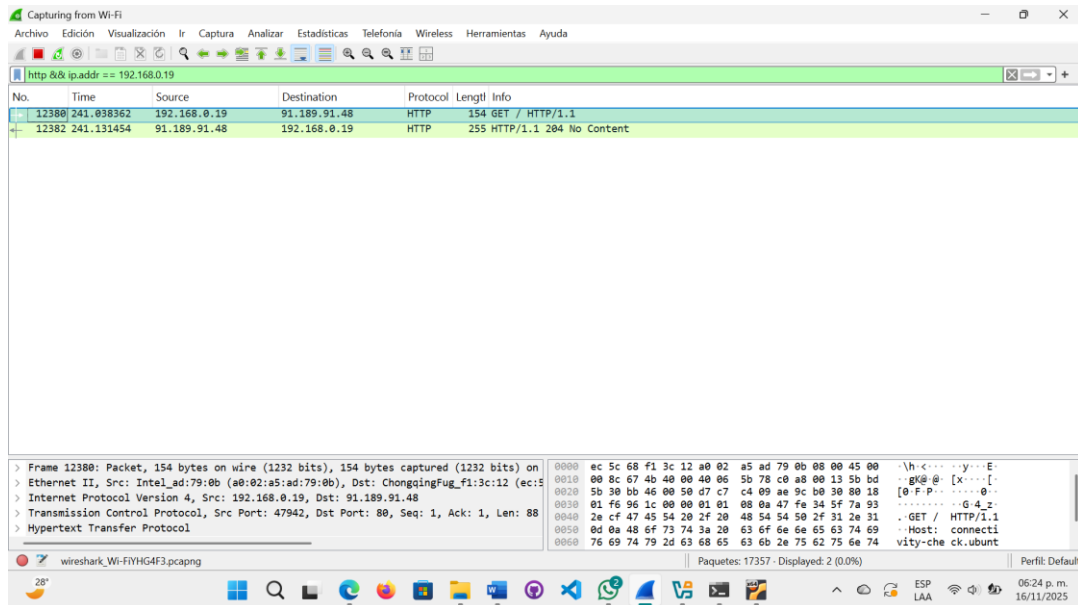 Capturing from Wi-Fi
Archivo Edición Visualización Ir Captura Analizar Estadísticas Telefonía Wireless Herramientas Ayuda
http && ip.addr == 192.168.0.19
No. Time Source Destination Protocol Lengtl Info
12380 241.038362 192.168.0.19 91.189.91.48 HTTP 154 GET / HTTP/1.1
12382 241.131454 91.189.91.48 192.168.0.19 HTTP 255 HTTP/1.1 204 No Content
> Frame 12380: Packet, 154 bytes on wire (1232 bits), 154 bytes captured (1232 bits) on
> Ethernet II, Src: Intel_ad:79:0b (a0:02:a5:ad:79:0b), Dst: ChongqingFug_f1:3c:12 (ec:5
> Internet Protocol Version 4, Src: 192.168.0.19, Dst: 91.189.91.48
> Transmission Control Protocol, Src Port: 47942, Dst Port: 80, Seq: 1, Ack: 1, Len: 88
> Hypertext Transfer Protocol
0000 ec 5c 68 f1 3c 12 a0 02 a5 ad 79 0b 08 00 45 00 ·\h·<··· ··y···E·
0010 00 8c 67 4b 40 00 40 06 5b 78 c0 a8 00 13 5b bd ··gK@·@· [x····[·
0020 5b 30 bb 46 00 50 d7 c7 c4 09 ae 9c b0 30 80 18 [0·F·P·· ·····0··
0030 01 f6 96 1c 00 00 01 01 08 0a 47 fe 34 5f 7a 93 ········ ··G·4_z·
0040 2e cf 47 45 54 20 2f 20 48 54 54 50 2f 31 2e 31 .·GET / HTTP/1.1
0050 0d 0a 48 6f 73 74 3a 20 63 6f 6e 6e 65 63 74 69 ··Host: connecti
0060 76 69 74 79 2d 63 68 65 63 6b 2e 75 62 75 6e 74 vity-che ck.ubunt
wireshark_Wi-FiYHG4F3.pcapng Paquetes: 17357 · Displayed: 2 (0.0%) Perfil: Default
28° 2 ESP LAA 06:24 p. m. 16/11/2025